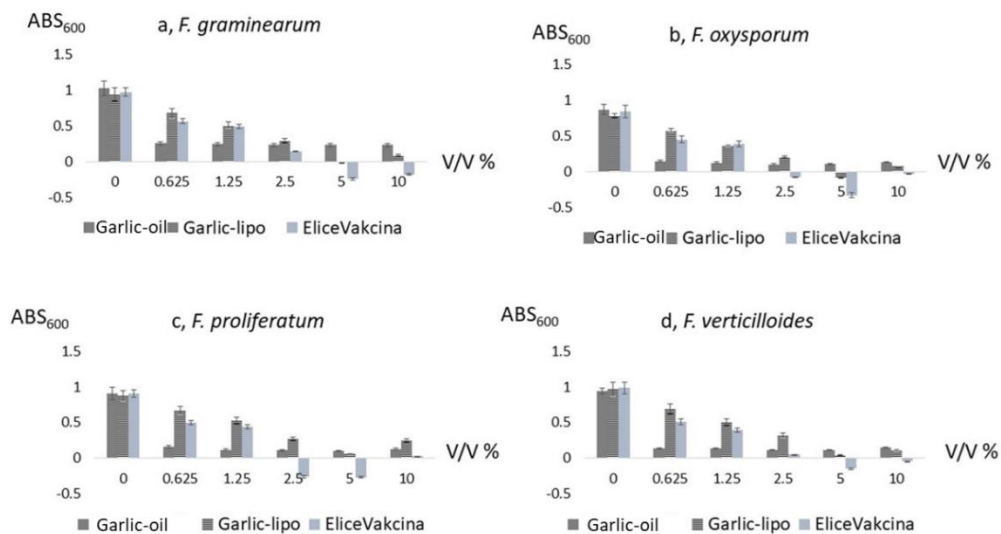 ABS600
a, F. graminearum
1.5
1
0.5
0
-0.5
0 0.625 1.25 2.5 5 10
V/V %
Garlic-oil Garlic-lipo EliceVakcina
ABS600
b, F. oxysporum
1.5
1
0.5
0
-0.5
0 0.625 1.25 2.5 5 10
V/V %
Garlic-oil Garlic-lipo EliceVakcina
ABS600
c, F. proliferatum
1.5
1
0.5
0
-0.5
0 0.625 1.25 2.5 5 10
V/V %
Garlic-oil Garlic-lipo EliceVakcina
ABS600
d, F. verticilloides
1.5
1
0.5
0
-0.5
0 0.625 1.25 2.5 5 10
V/V %
Garlic-oil Garlic-lipo EliceVakcina